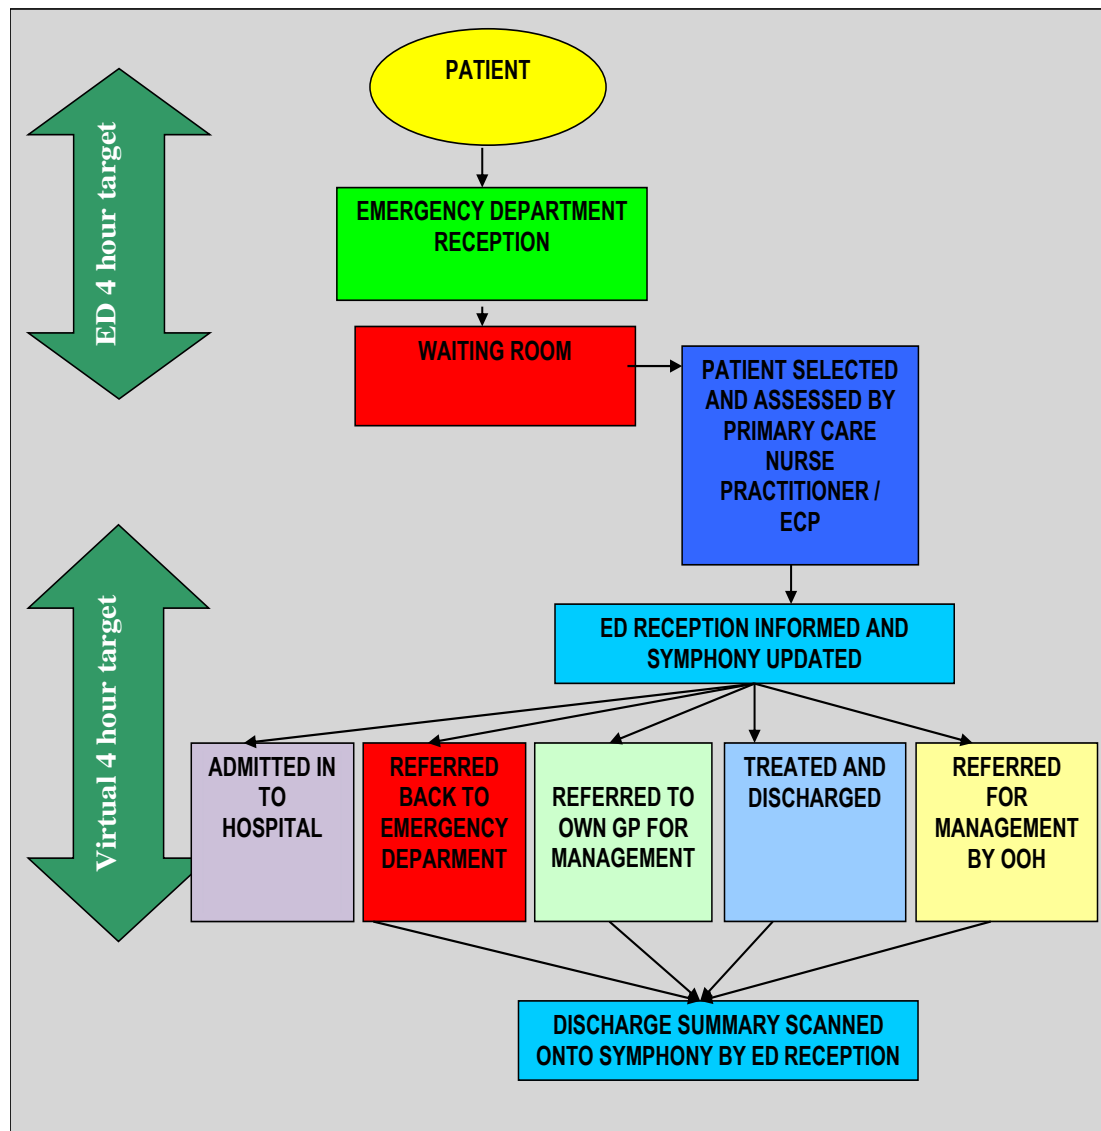 PATIENT
ED 4 hour target
EMERGENCY DEPARTMENT
RECEPTION
WAITING ROOM
PATIENT SELECTED
AND ASSESSED BY
PRIMARY CARE
NURSE
PRACTITIONER /
ECP
Virtual 4 hour target
ED RECEPTION INFORMED AND
SYMPHONY UPDATED
ADMITTED IN
TO
HOSPITAL
REFERRED
BACK TO
EMERGENCY
DEPARMENT
REFERRED TO
OWN GP FOR
MANAGEMENT
TREATED AND
DISCHARGED
REFERRED
FOR
MANAGEMENT
BY OOH
DISCHARGE SUMMARY SCANNED
ONTO SYMPHONY BY ED RECEPTION